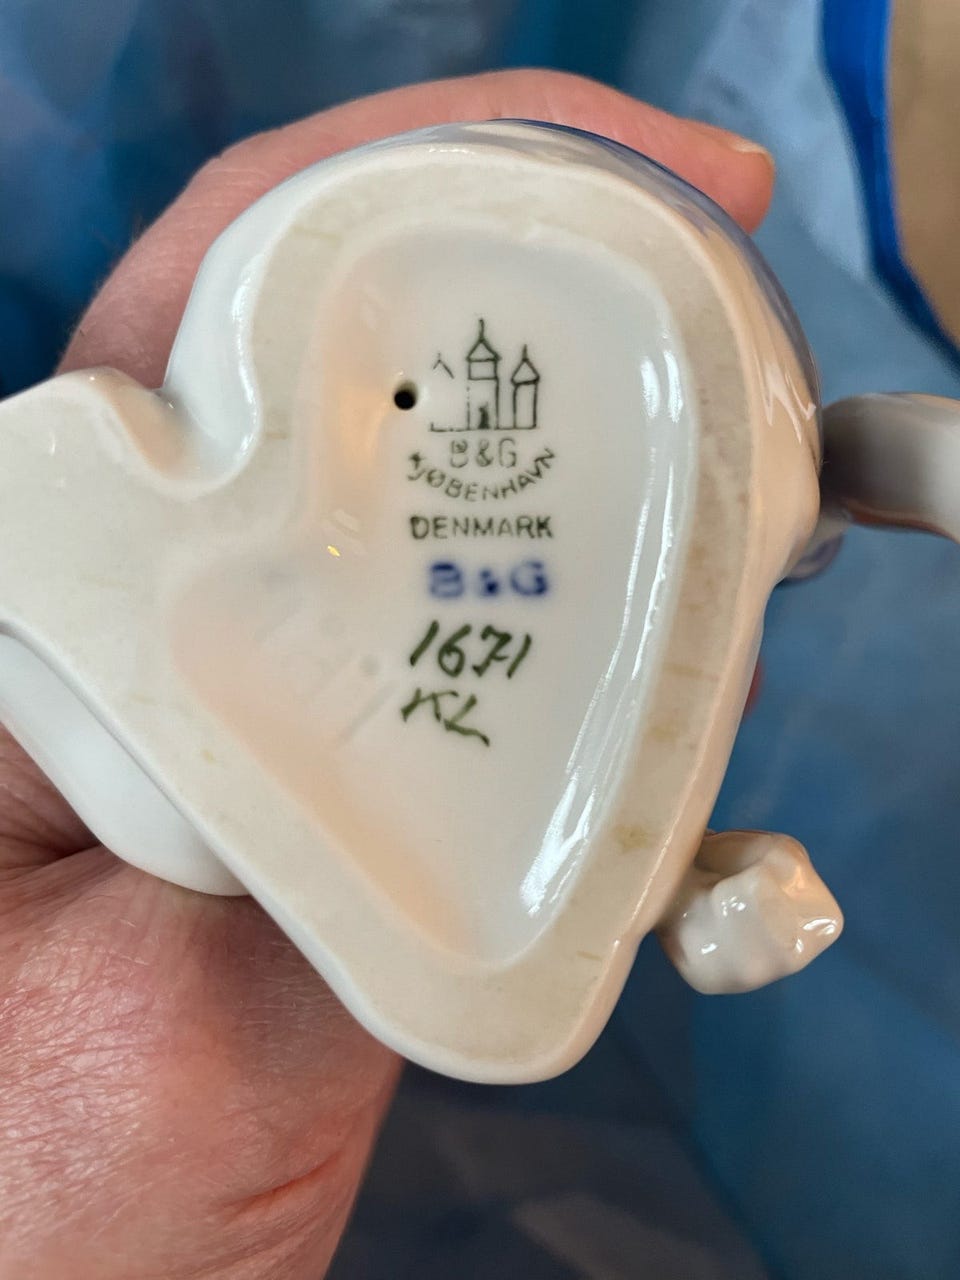 B&G
KJØBENHAVN
DENMARK
B&G
1671
KL